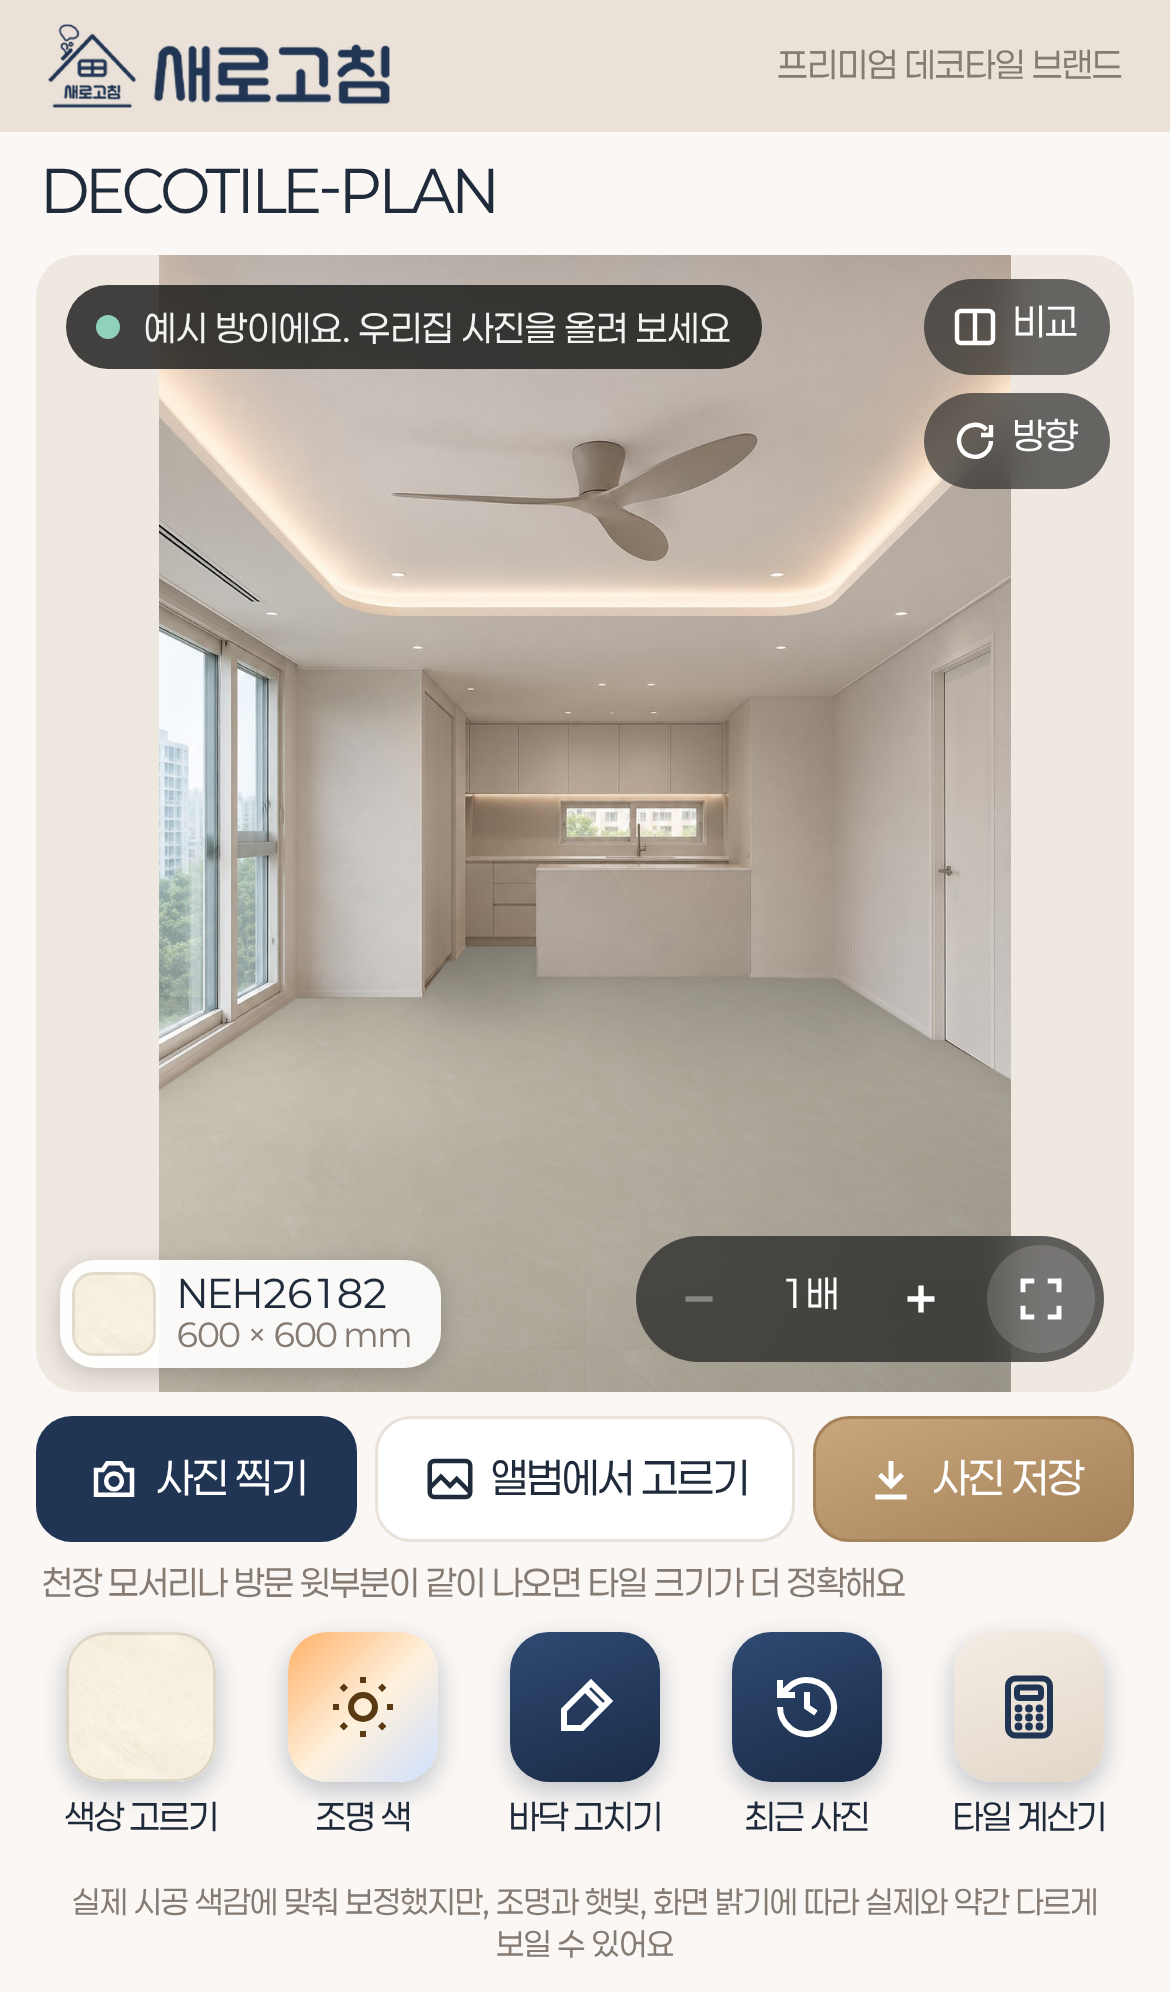 새로고침
새로고침
프리미엄 데코타일 브랜드
DECOTILE-PLAN
예시 방이에요. 우리집 사진을 올려 보세요
비교
방향
NEH26182
600 × 600 mm
1배
사진 찍기
앨범에서 고르기
사진 저장
천장 모서리나 방문 윗부분이 같이 나오면 타일 크기가 더 정확해요
색상 고르기
조명 색
바닥 고치기
최근 사진
타일 계산기
실제 시공 색감에 맞춰 보정했지만, 조명과 햇빛, 화면 밝기에 따라 실제와 약간 다르게
보일 수 있어요